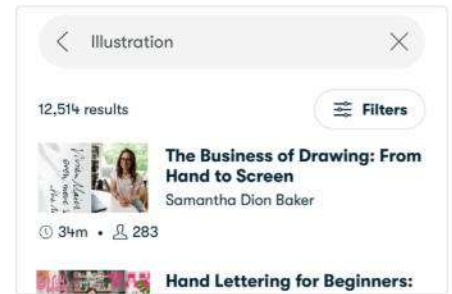 Illustration
12,514 results
Filters
The Business of Drawing: From
Hand to Screen
Samantha Dion Baker
34m • 283
Hand Lettering for Beginners: